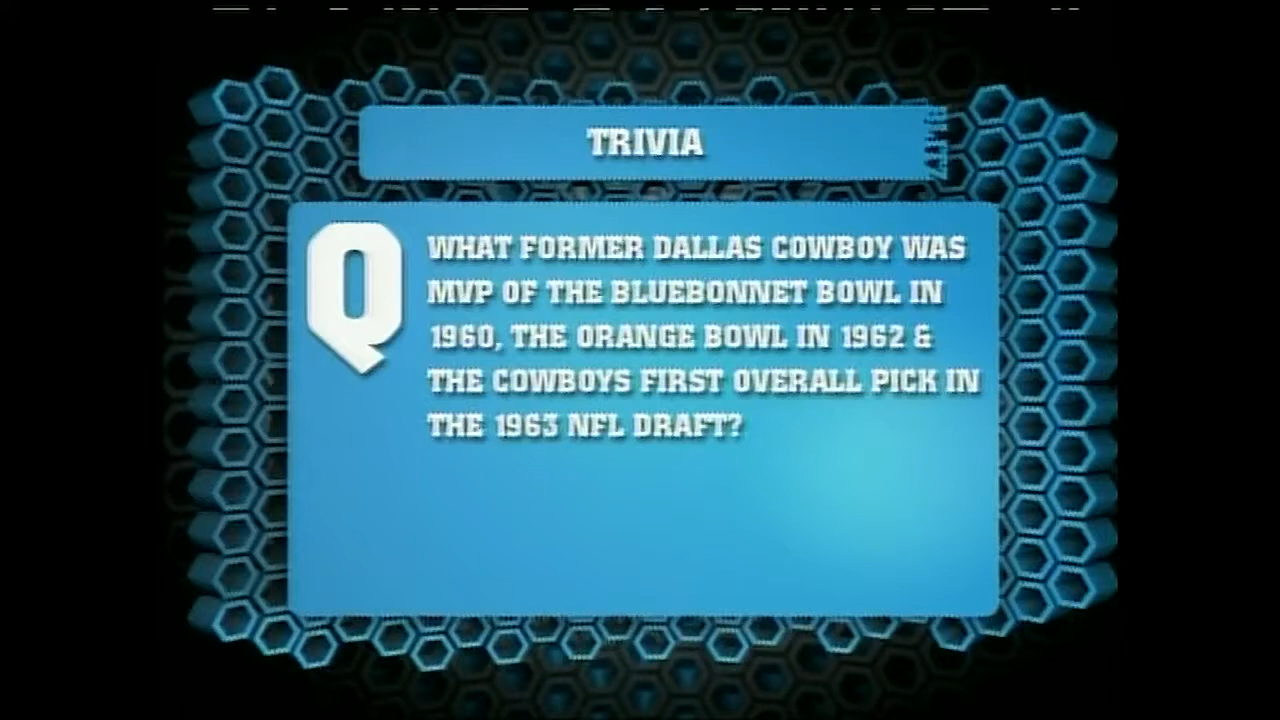 TRIVIA
Q
WHAT FORMER DALLAS COWBOY WAS
MVP OF THE BLUEBONNET BOWL IN
1960, THE ORANGE BOWL IN 1962 &
THE COWBOYS FIRST OVERALL PICK IN
THE 1963 NFL DRAFT?